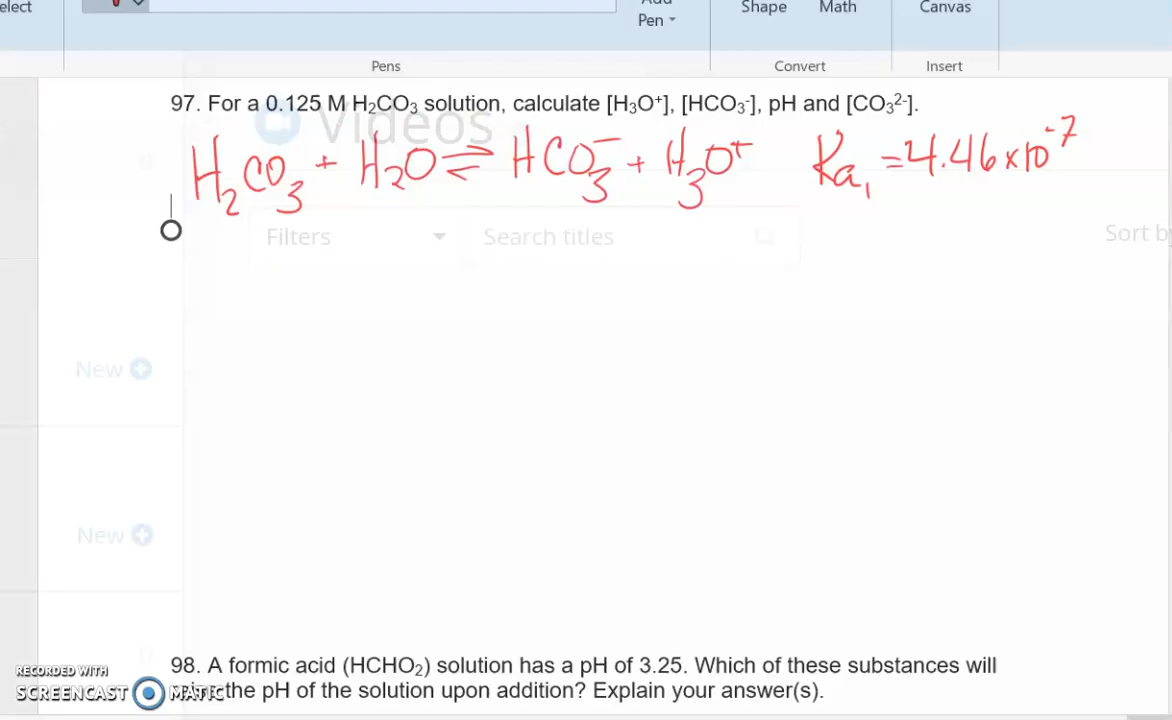 elect
Add
Pen
Shape
Math
Canvas
Pens
Convert
Insert
97. For a 0.125 M H₂CO₃ solution, calculate [H₃O⁺], [HCO₃⁻], pH and [CO₃²⁻].
Videos
H₂CO₃ + H₂O ⇌ HCO₃⁻ + H₃O⁺ Ka₁ = 4.46×10⁻⁷
Filters
Search titles
Sort by
New
New
98. A formic acid (HCHO₂) solution has a pH of 3.25. Which of these substances will
the pH of the solution upon addition? Explain your answer(s).
RECORDED WITH
SCREENCAST MATIC